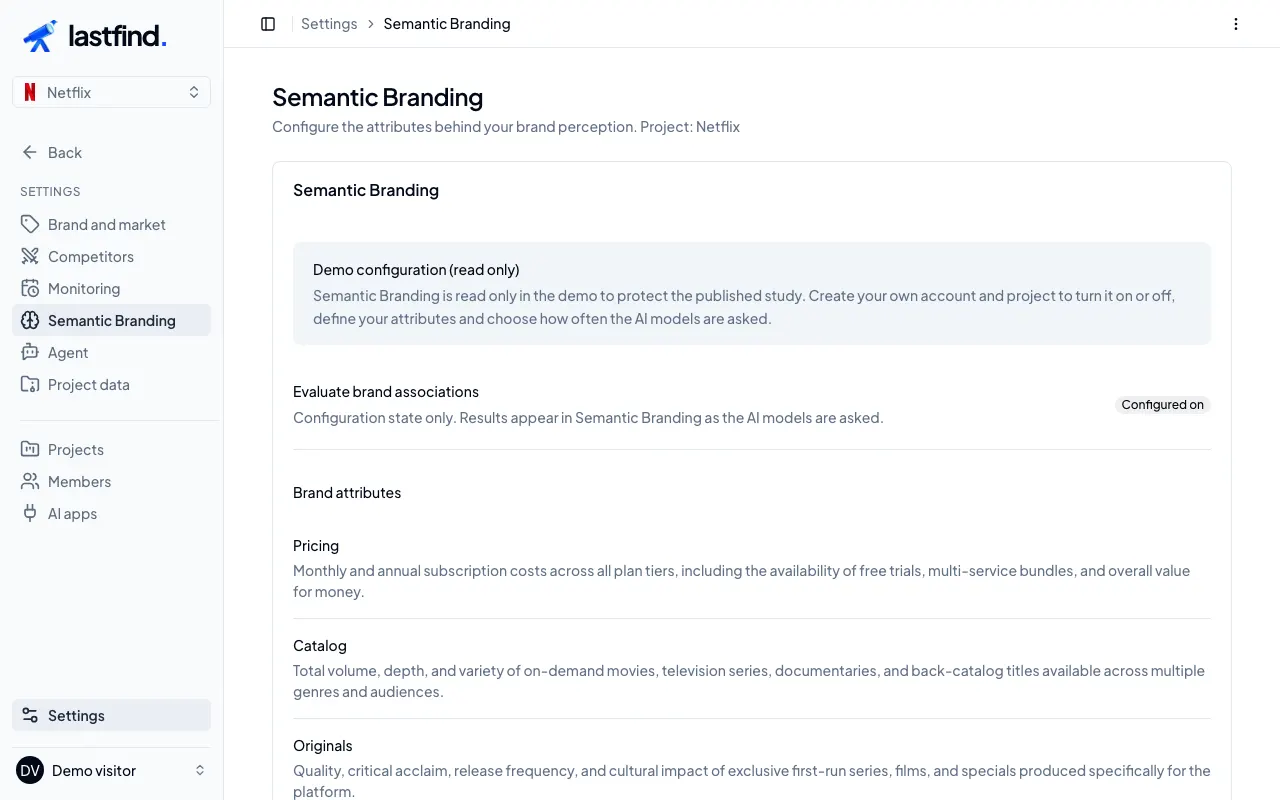 lastfind.
Settings > Semantic Branding
Netflix
Back
SETTINGS
Brand and market
Competitors
Monitoring
Semantic Branding
Agent
Project data
Projects
Members
AI apps
Settings
DV Demo visitor
Semantic Branding
Configure the attributes behind your brand perception. Project: Netflix
Semantic Branding
Demo configuration (read only)
Semantic Branding is read only in the demo to protect the published study. Create your own account and project to turn it on or off,
define your attributes and choose how often the AI models are asked.
Evaluate brand associations
Configuration state only. Results appear in Semantic Branding as the AI models are asked.
Configured on
Brand attributes
Pricing
Monthly and annual subscription costs across all plan tiers, including the availability of free trials, multi-service bundles, and overall value
for money.
Catalog
Total volume, depth, and variety of on-demand movies, television series, documentaries, and back-catalog titles available across multiple
genres and audiences.
Originals
Quality, critical acclaim, release frequency, and cultural impact of exclusive first-run series, films, and specials produced specifically for the
platform.